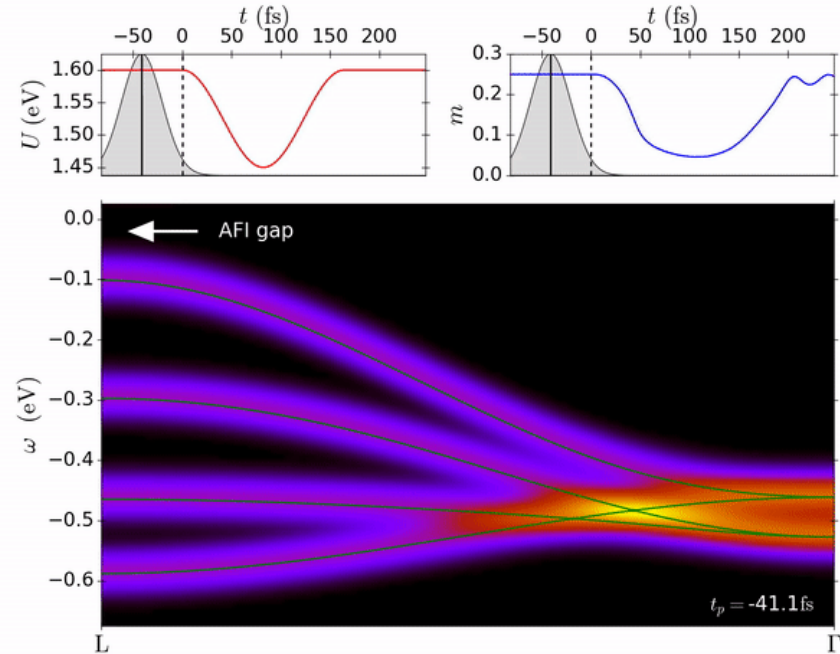 t (fs)
−50 0 50 100 150 200
U (eV)
1.60
1.55
1.50
1.45
t (fs)
−50 0 50 100 150 200
m
0.3
0.2
0.1
0.0
AFI gap
ω (eV)
0.0
−0.1
−0.2
−0.3
−0.4
−0.5
−0.6
t_p = -41.1fs
L Γ